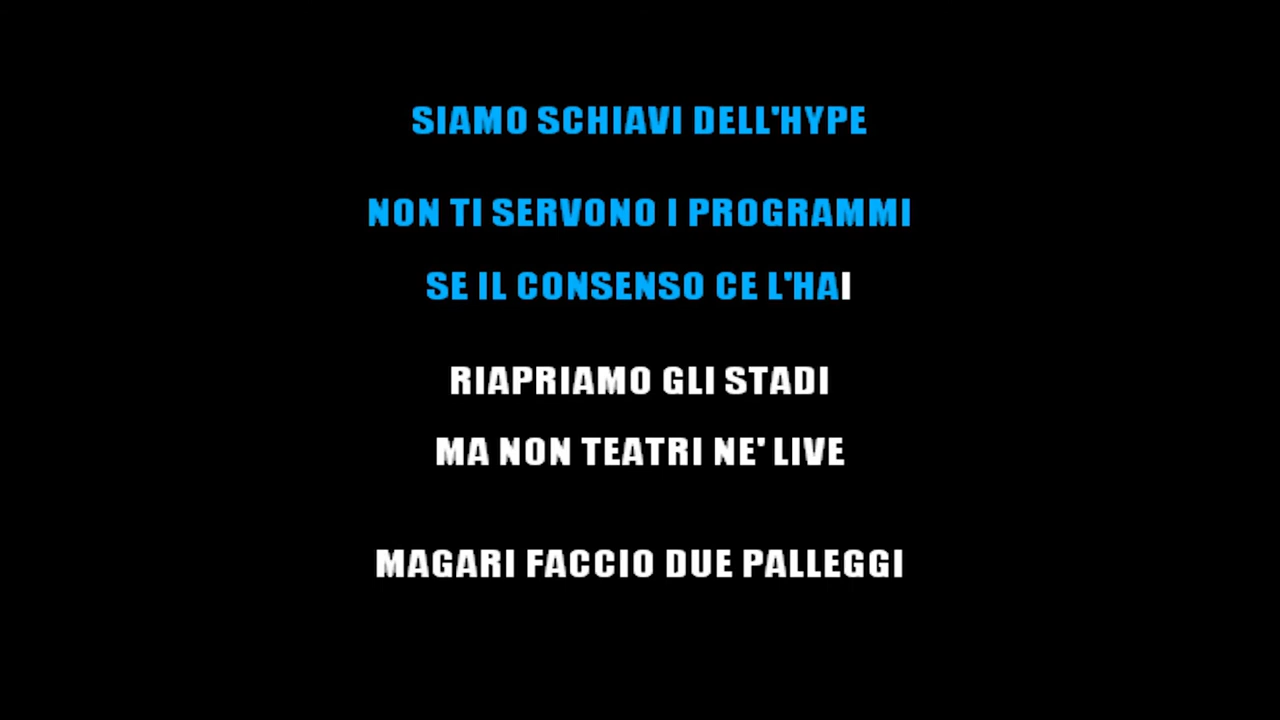 SIAMO SCHIAVI DELL'HYPE
NON TI SERVONO I PROGRAMMI
SE IL CONSENSO CE L'HAI
RIAPRIAMO GLI STADI
MA NON TEATRI NE' LIVE
MAGARI FACCIO DUE PALLEGGI